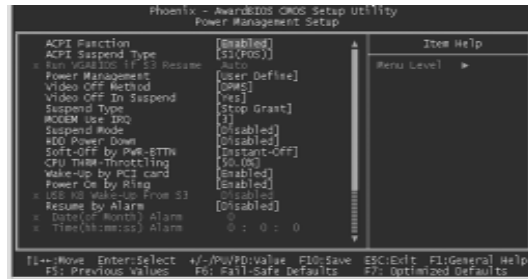 Phoenix - AwardBIOS CMOS Setup Utility
Power Management Setup
ACPI Function [Enabled]
ACPI Suspend Type [S1(POS)]
x Run VGABIOS if S3 Resume Auto
Power Management [User Define]
Video Off Method [DPMS]
Video Off In Suspend [Yes]
Suspend Type [Stop Grant]
MODEM Use IRQ [3]
Suspend Mode [Disabled]
HDD Power Down [Disabled]
Soft-Off by PWR-BTTN [Instant-Off]
CPU THRM-Throttling [50.0%]
Wake-Up by PCI card [Enabled]
Power On by Ring [Enabled]
x USB KB Wake-Up From S3 Disabled
Resume by Alarm [Disabled]
x Date(of Month) Alarm 0
x Time(hh:mm:ss) Alarm 0 : 0 : 0
Item Help
Menu Level ▶
↑↓→←:Move Enter:Select +/-/PU/PD:Value F10:Save ESC:Exit F1:General Help
F5: Previous Values F6: Fail-Safe Defaults F7: Optimized Defaults